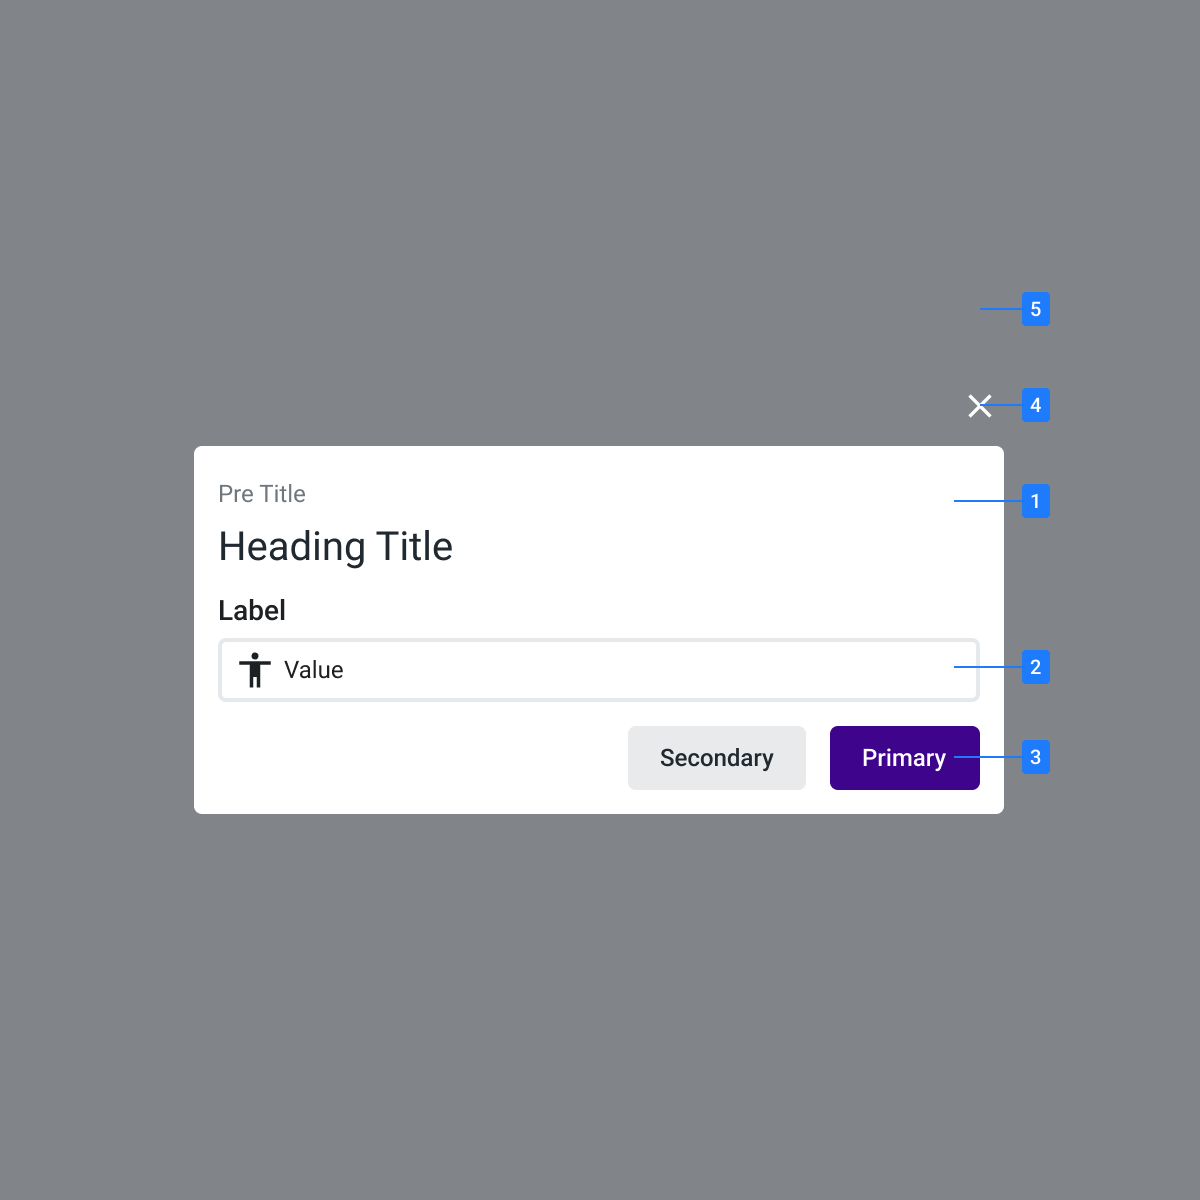 5
4
Pre Title
1
Heading Title
Label
Value
2
Secondary
Primary
3